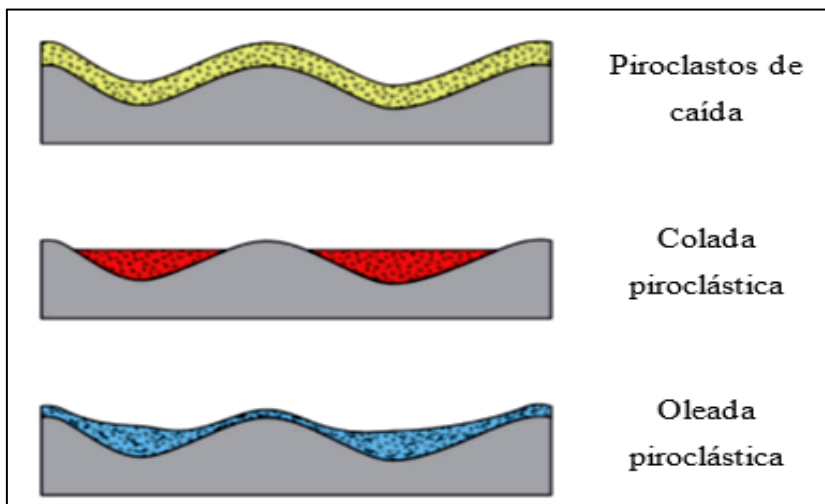 Piroclastos de
caída
Colada
piroclástica
Oleada
piroclástica